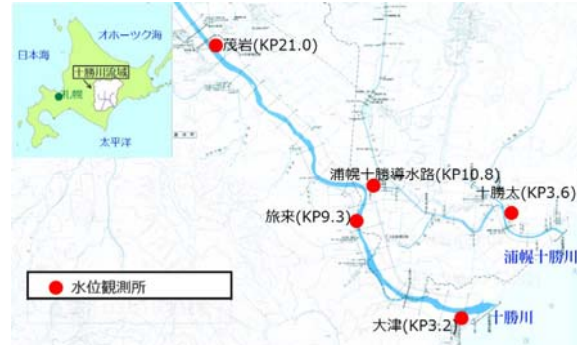 オホーツク海
日本海
十勝川流域
札幌
太平洋
茂岩(KP21.0)
浦幌十勝導水路(KP10.8)
十勝太(KP3.6)
旅来(KP9.3)
浦幌十勝川
水位観測所
十勝川
大津(KP3.2)